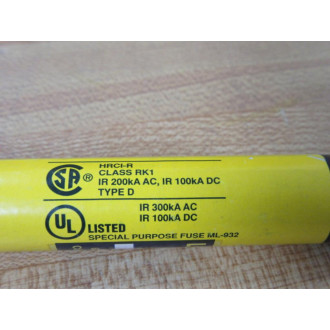 HRCI-R
CLASS RK1
IR 200kA AC, IR 100kA DC
TYPE D
SA ®
IR 300kA AC
IR 100kA DC
UL ® LISTED
SPECIAL PURPOSE FUSE ML-932